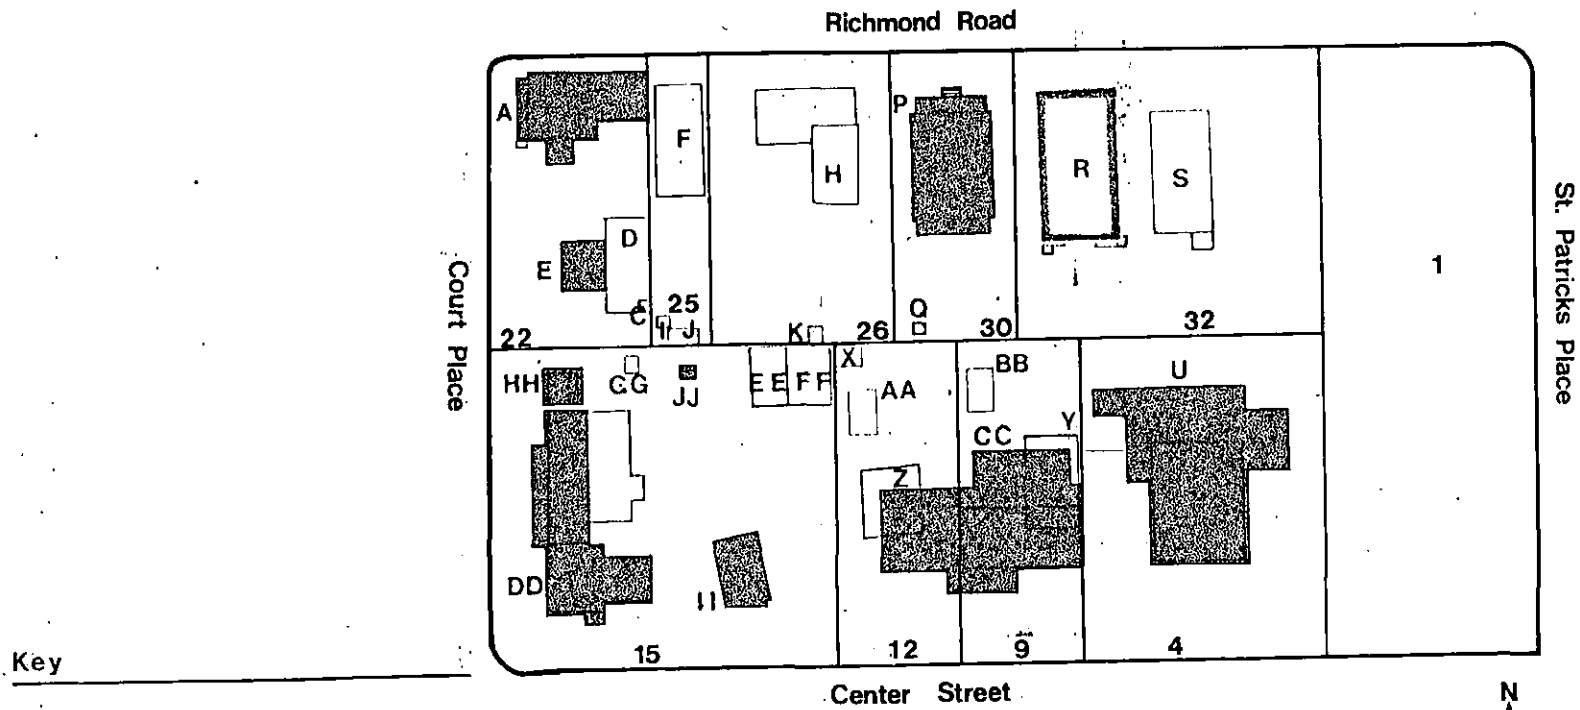 Richmond Road
A
F
H
P
R
S
D
E
C
25
I J
22
K
26
Q
30
32
1
Court Place
St. Patricks Place
HH
GG
JJ
EE
FF
X
AA
BB
U
Y
CC
Z
DD
II
15
12
9
4
Key
Center Street
N